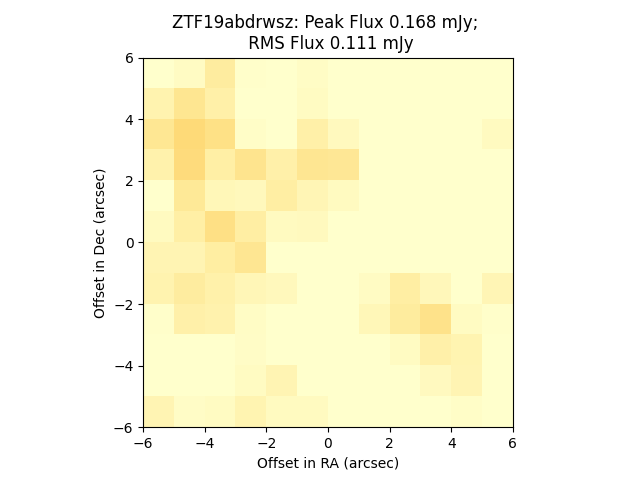 ZTF19abdrwsz: Peak Flux 0.168 mJy;
RMS Flux 0.111 mJy
6
4
2
0
−2
−4
−6
Offset in Dec (arcsec)
−6 −4 −2 0 2 4 6
Offset in RA (arcsec)